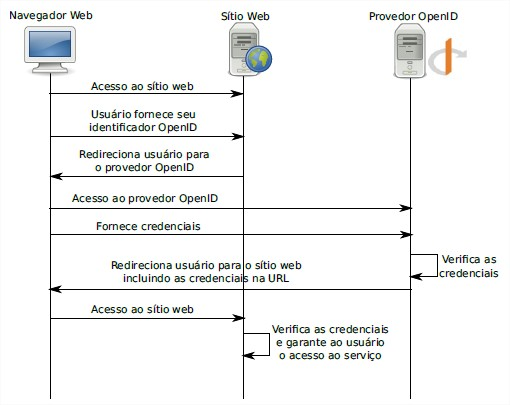 Navegador Web
Sítio Web
Provedor OpenID
Acesso ao sítio web
Usuário fornece seu
identificador OpenID
Redireciona usuário para
o provedor OpenID
Acesso ao provedor OpenID
Fornece credenciais
Verifica as
credenciais
Redireciona usuário para o sítio web
incluindo as credenciais na URL
Acesso ao sítio web
Verifica as credenciais
e garante ao usuário
o acesso ao serviço